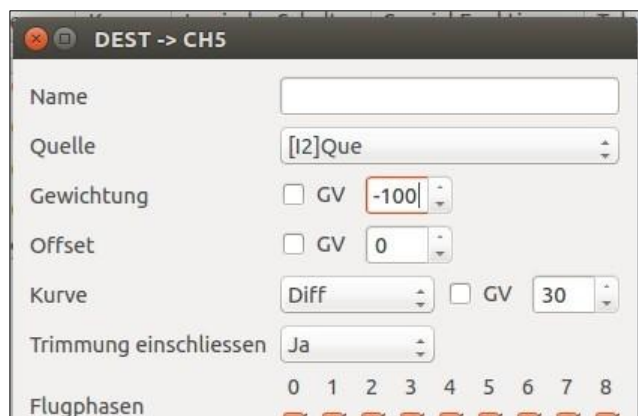 DEST -> CH5
Name
Quelle [I2]Que
Gewichtung GV -100
Offset GV 0
Kurve Diff GV 30
Trimmung einschliessen Ja
0 1 2 3 4 5 6 7 8
Flugphasen